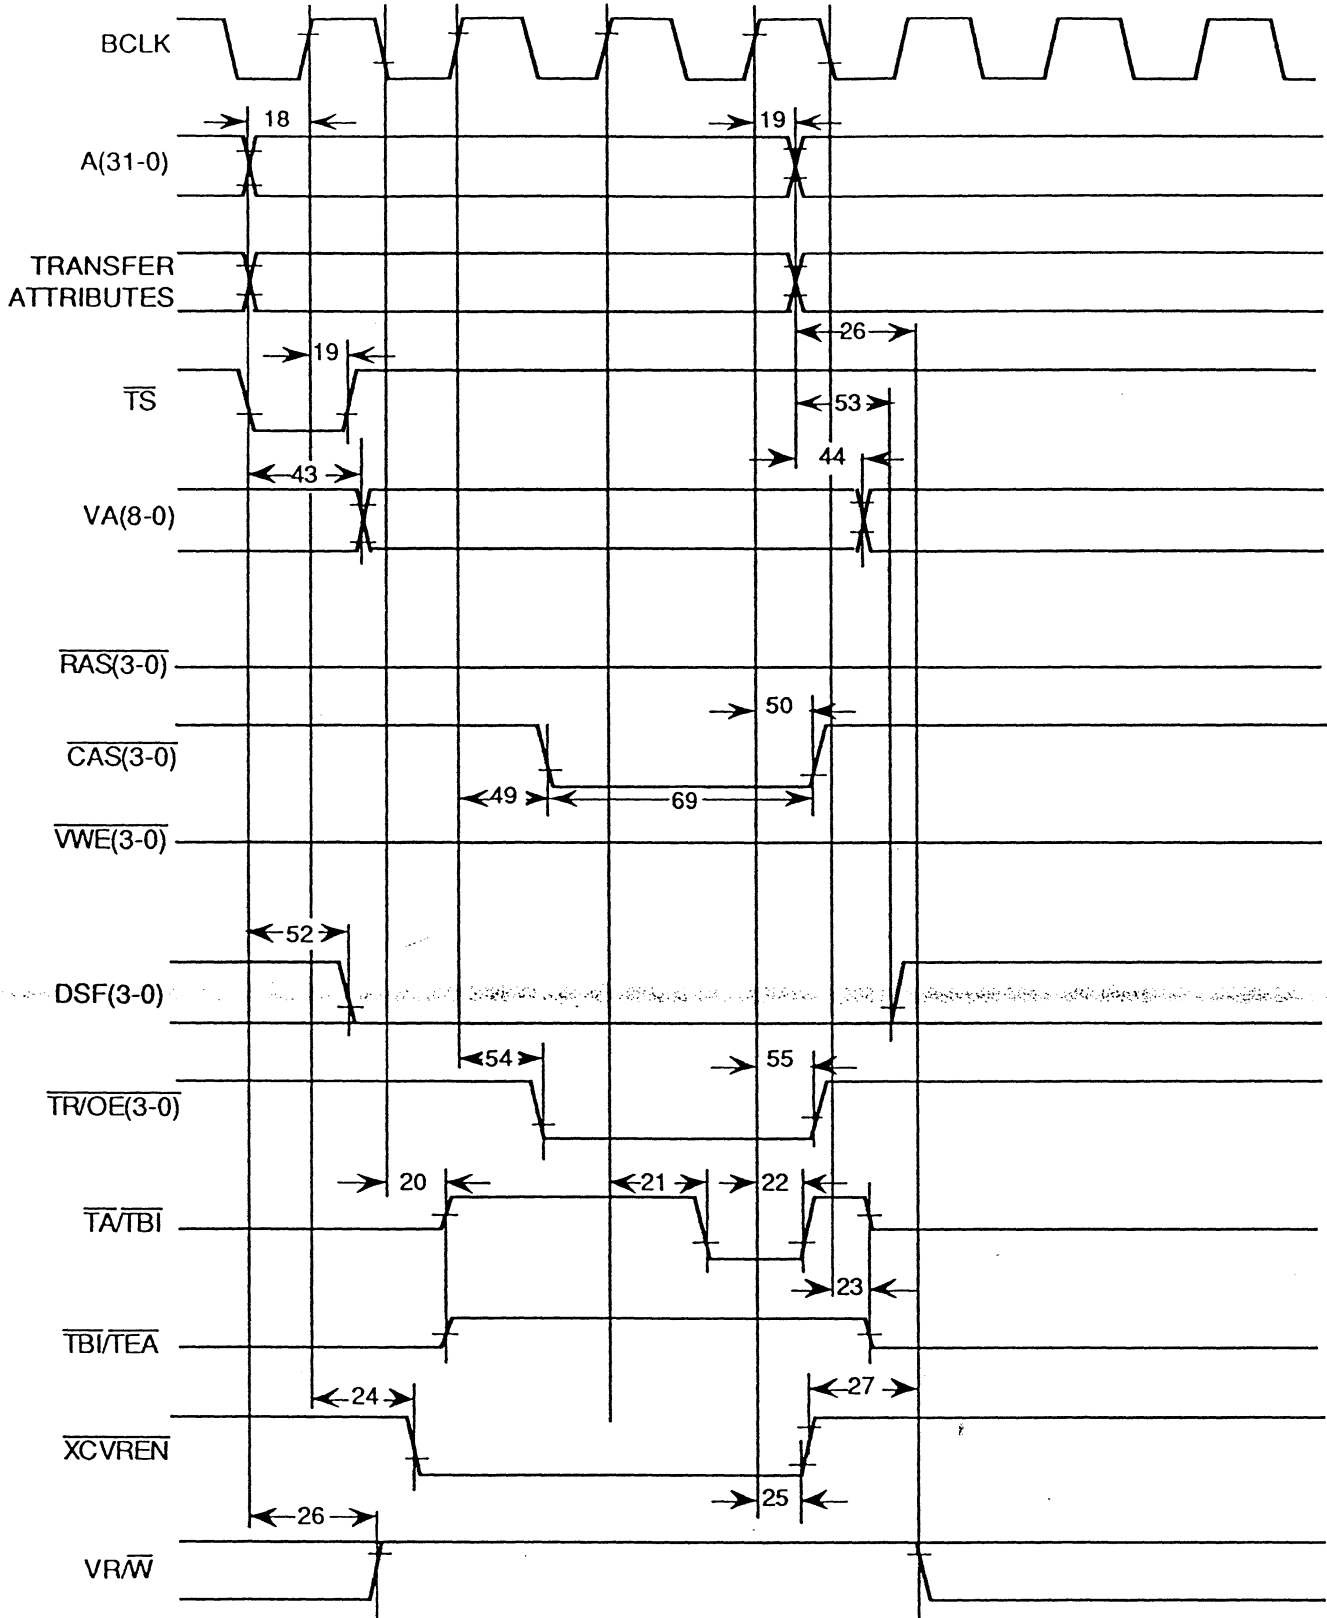 BCLK
18
19
A(31-0)
TRANSFER
ATTRIBUTES
26
19
TS
53
44
43
VA(8-0)
RAS(3-0)
50
CAS(3-0)
49
69
VWE(3-0)
52
DSF(3-0)
54
55
TR/OE(3-0)
20
21
22
TA/TBI
23
TBI/TEA
24
27
XCVREN
25
26
VR/W